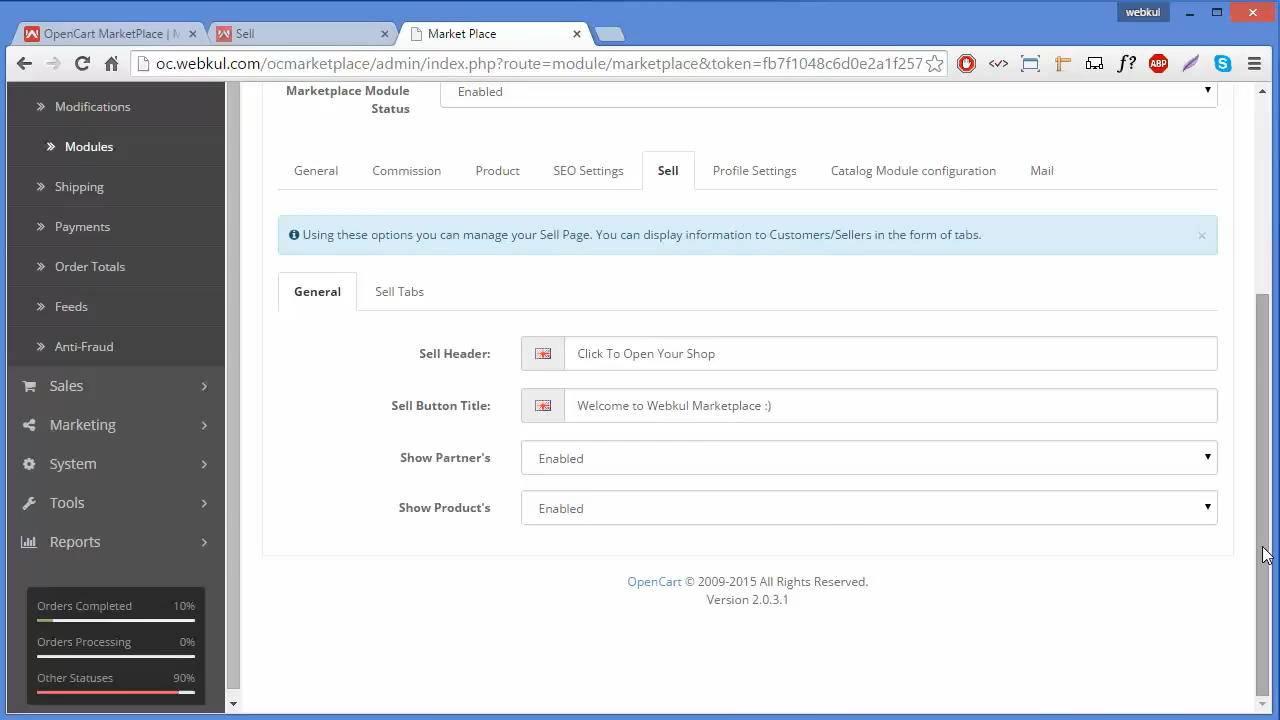 webkul
OpenCart MarketPlace | M
Sell
Market Place
oc.webkul.com/ocmarketplace/admin/index.php?route=module/marketplace&token=fb7f1048c6d0e2a1f257
ABP
Modifications
Modules
Shipping
Payments
Order Totals
Feeds
Anti-Fraud
Sales
Marketing
System
Tools
Reports
Orders Completed 10%
Orders Processing 0%
Other Statuses 90%
Marketplace Module Status
Enabled
General Commission Product SEO Settings Sell Profile Settings Catalog Module configuration Mail
Using these options you can manage your Sell Page. You can display information to Customers/Sellers in the form of tabs. ×
General Sell Tabs
Sell Header: Click To Open Your Shop
Sell Button Title: Welcome to Webkul Marketplace :)
Show Partner's Enabled
Show Product's Enabled
OpenCart © 2009-2015 All Rights Reserved.
Version 2.0.3.1